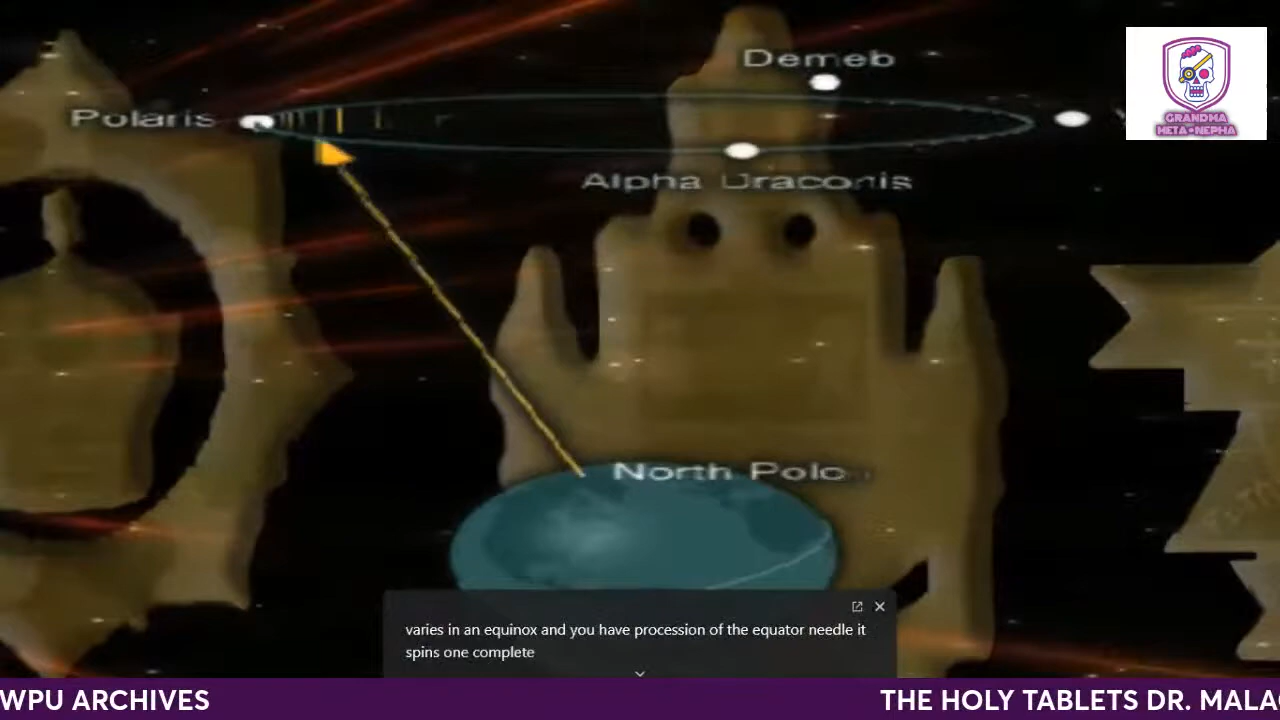 Demeb
Polaris
Alpha Draconis
North Pole
GRANDMA
META•NEPHA
varies in an equinox and you have procession of the equator needle it
spins one complete
WPU ARCHIVES
THE HOLY TABLETS DR. MALA